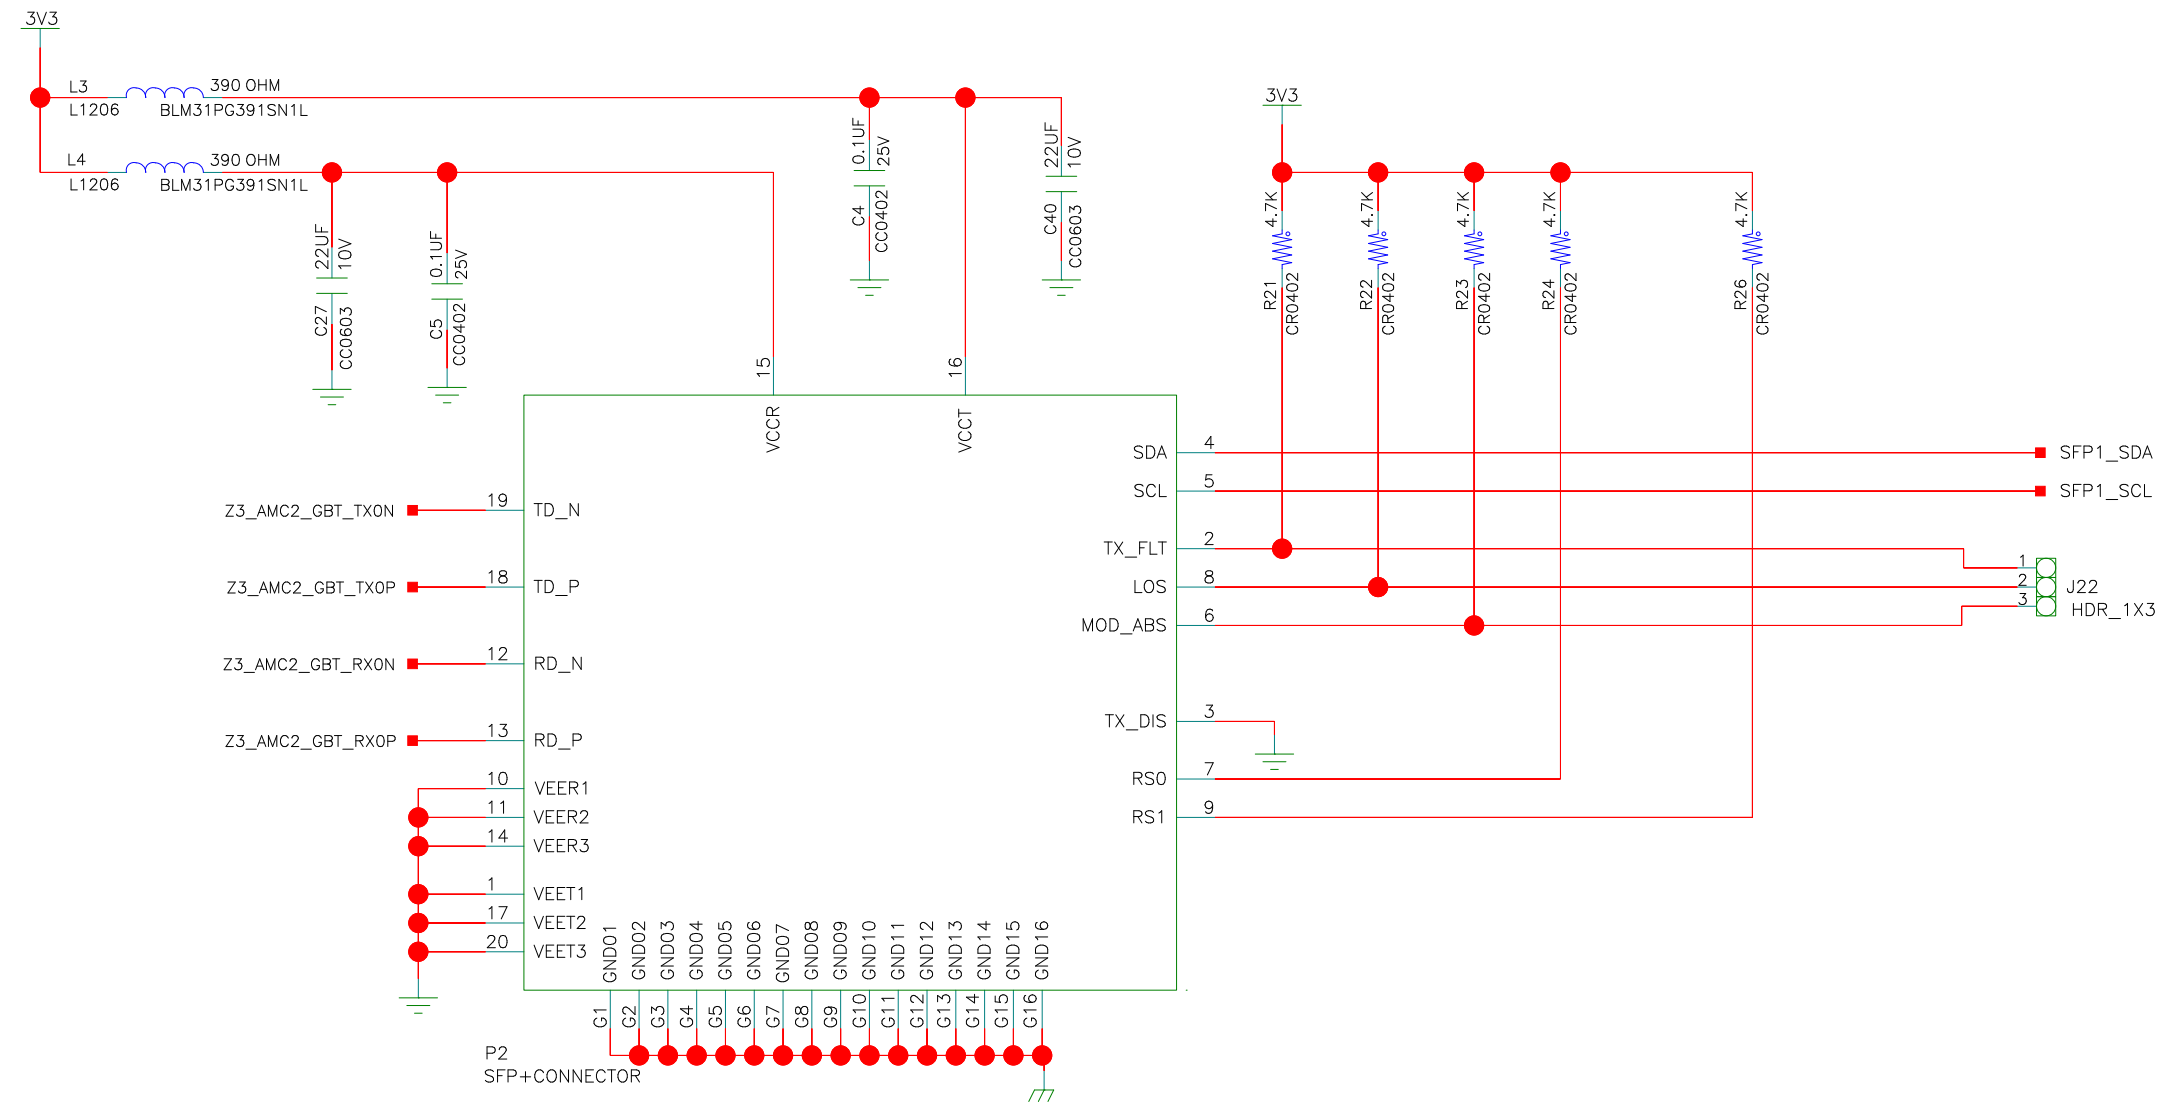 3V3
L3
390 OHM
L1206
BLM31PG391SN1L
L4
390 OHM
L1206
BLM31PG391SN1L
22UF
10V
C27
CC0603
0.1UF
25V
C5
CC0402
0.1UF
25V
C4
CC0402
22UF
10V
C40
CC0603
3V3
4.7K
R21
CR0402
4.7K
R22
CR0402
4.7K
R23
CR0402
4.7K
R24
CR0402
4.7K
R26
CR0402
15
VCCR
16
VCCT
Z3_AMC2_GBT_TX0N
19
TD_N
Z3_AMC2_GBT_TX0P
18
TD_P
Z3_AMC2_GBT_RX0N
12
RD_N
Z3_AMC2_GBT_RX0P
13
RD_P
10
VEER1
11
VEER2
14
VEER3
1
VEET1
17
VEET2
20
VEET3
SDA
4
SFP1_SDA
SCL
5
SFP1_SCL
TX_FLT
2
LOS
8
MOD_ABS
6
TX_DIS
3
RS0
7
RS1
9
1
2
3
J22
HDR_1X3
GND01
GND02
GND03
GND04
GND05
GND06
GND07
GND08
GND09
GND10
GND11
GND12
GND13
GND14
GND15
GND16
G1
G2
G3
G4
G5
G6
G7
G8
G9
G10
G11
G12
G13
G14
G15
G16
P2
SFP+CONNECTOR